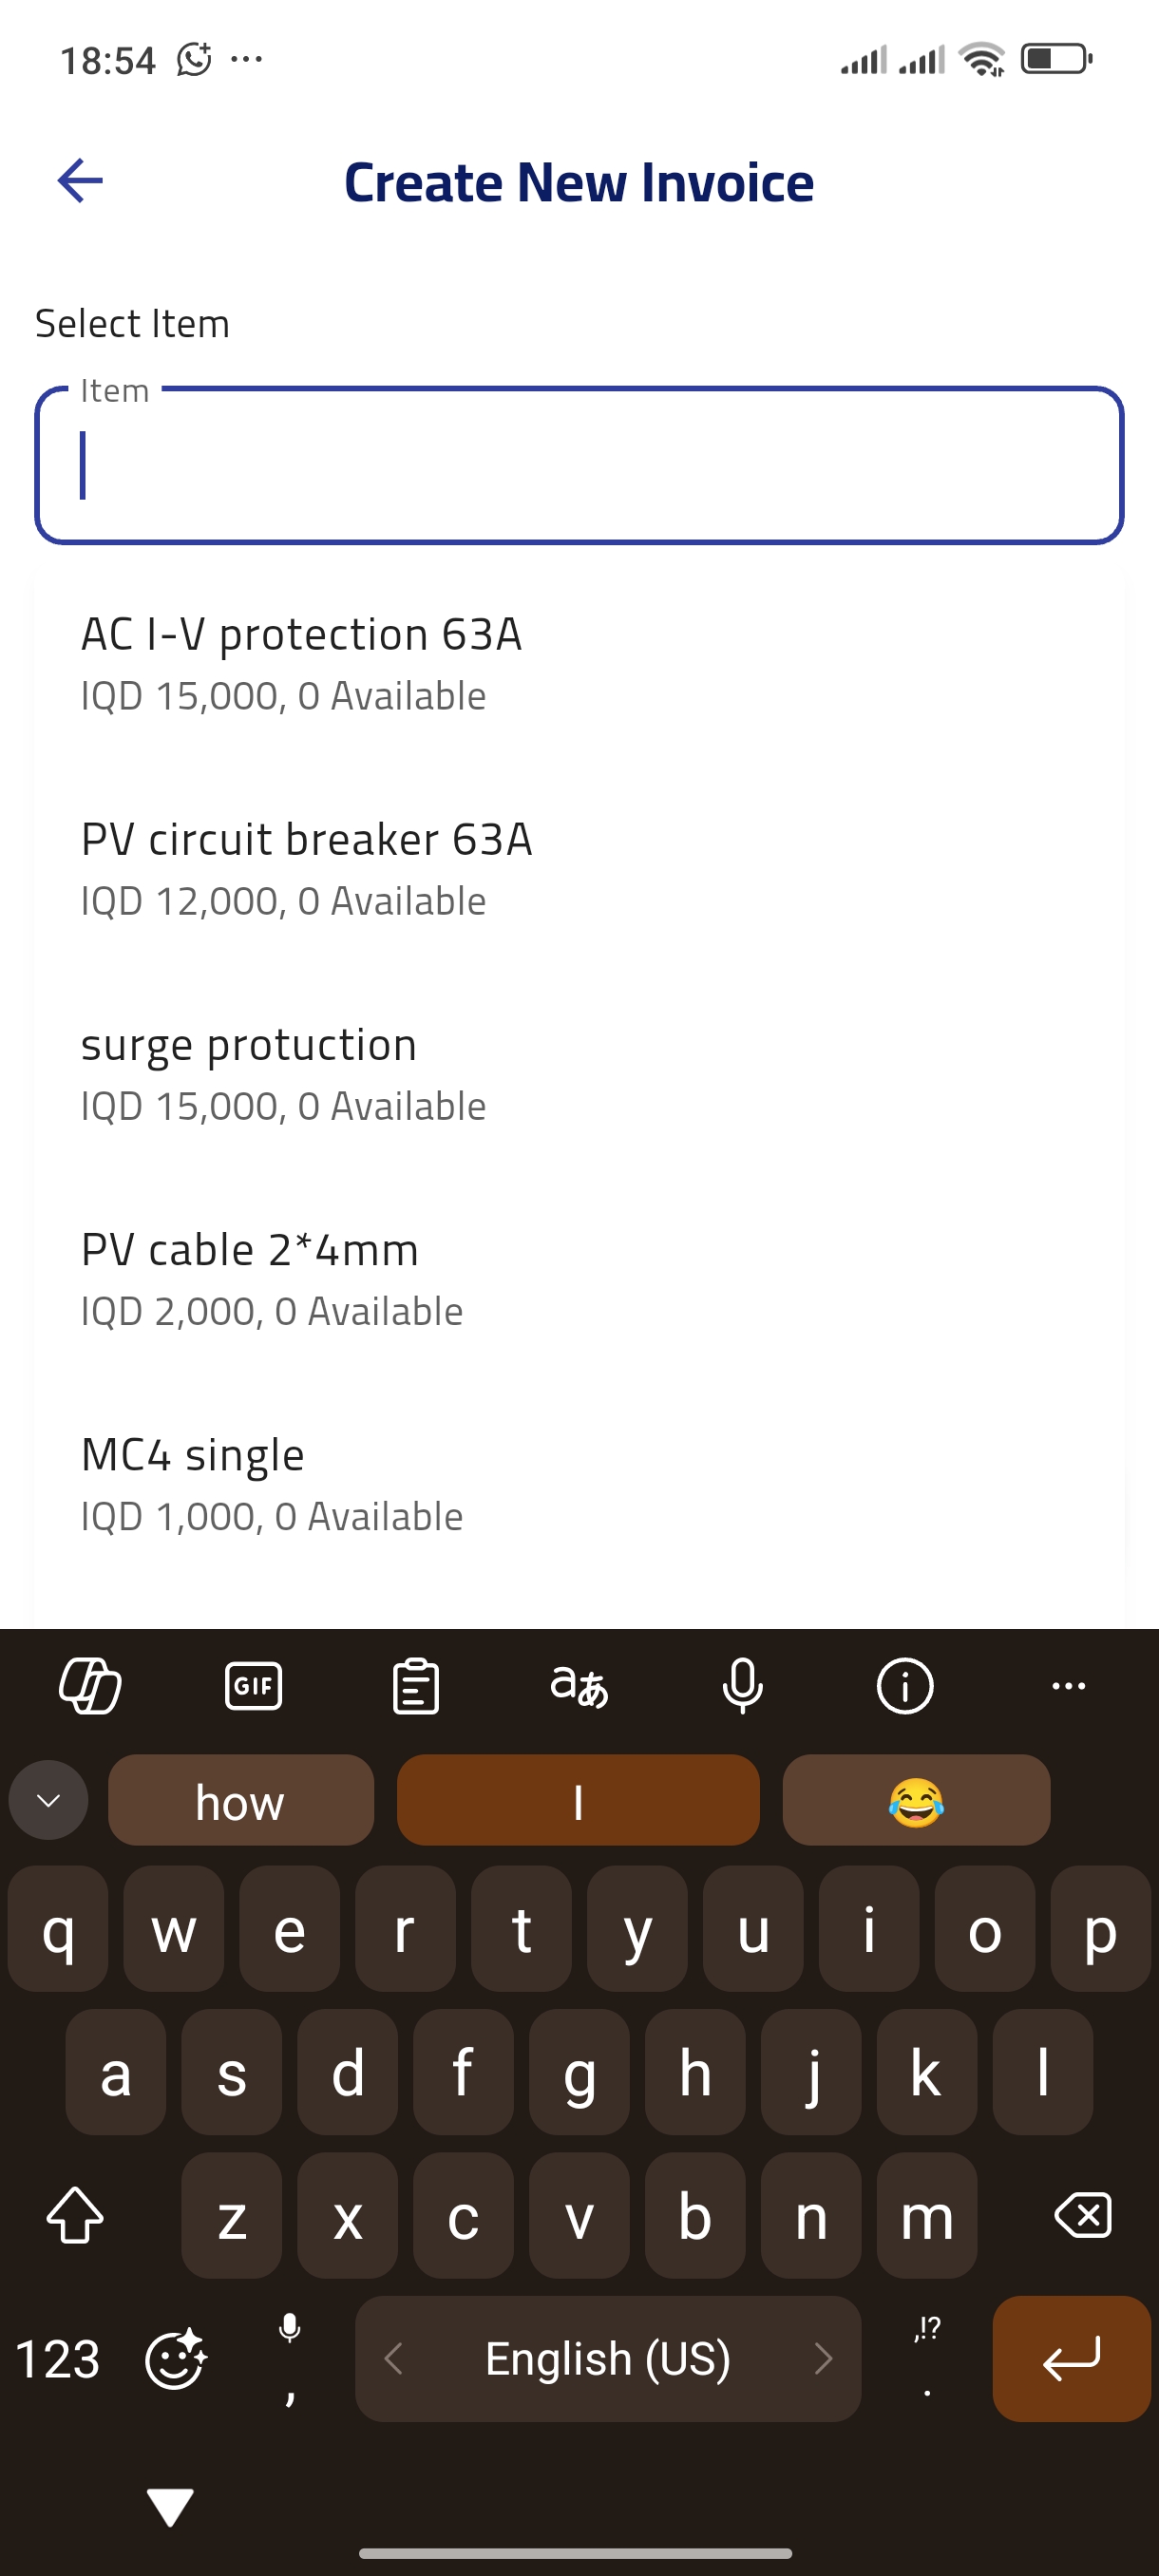 18:54
Create New Invoice
Select Item
Item
AC I-V protection 63A
IQD 15,000, 0 Available
PV circuit breaker 63A
IQD 12,000, 0 Available
surge protuction
IQD 15,000, 0 Available
PV cable 2*4mm
IQD 2,000, 0 Available
MC4 single
IQD 1,000, 0 Available
GIF
aあ
how I 😂
q w e r t y u i o p
a s d f g h j k l
z x c v b n m
123 , English (US) ,!? .